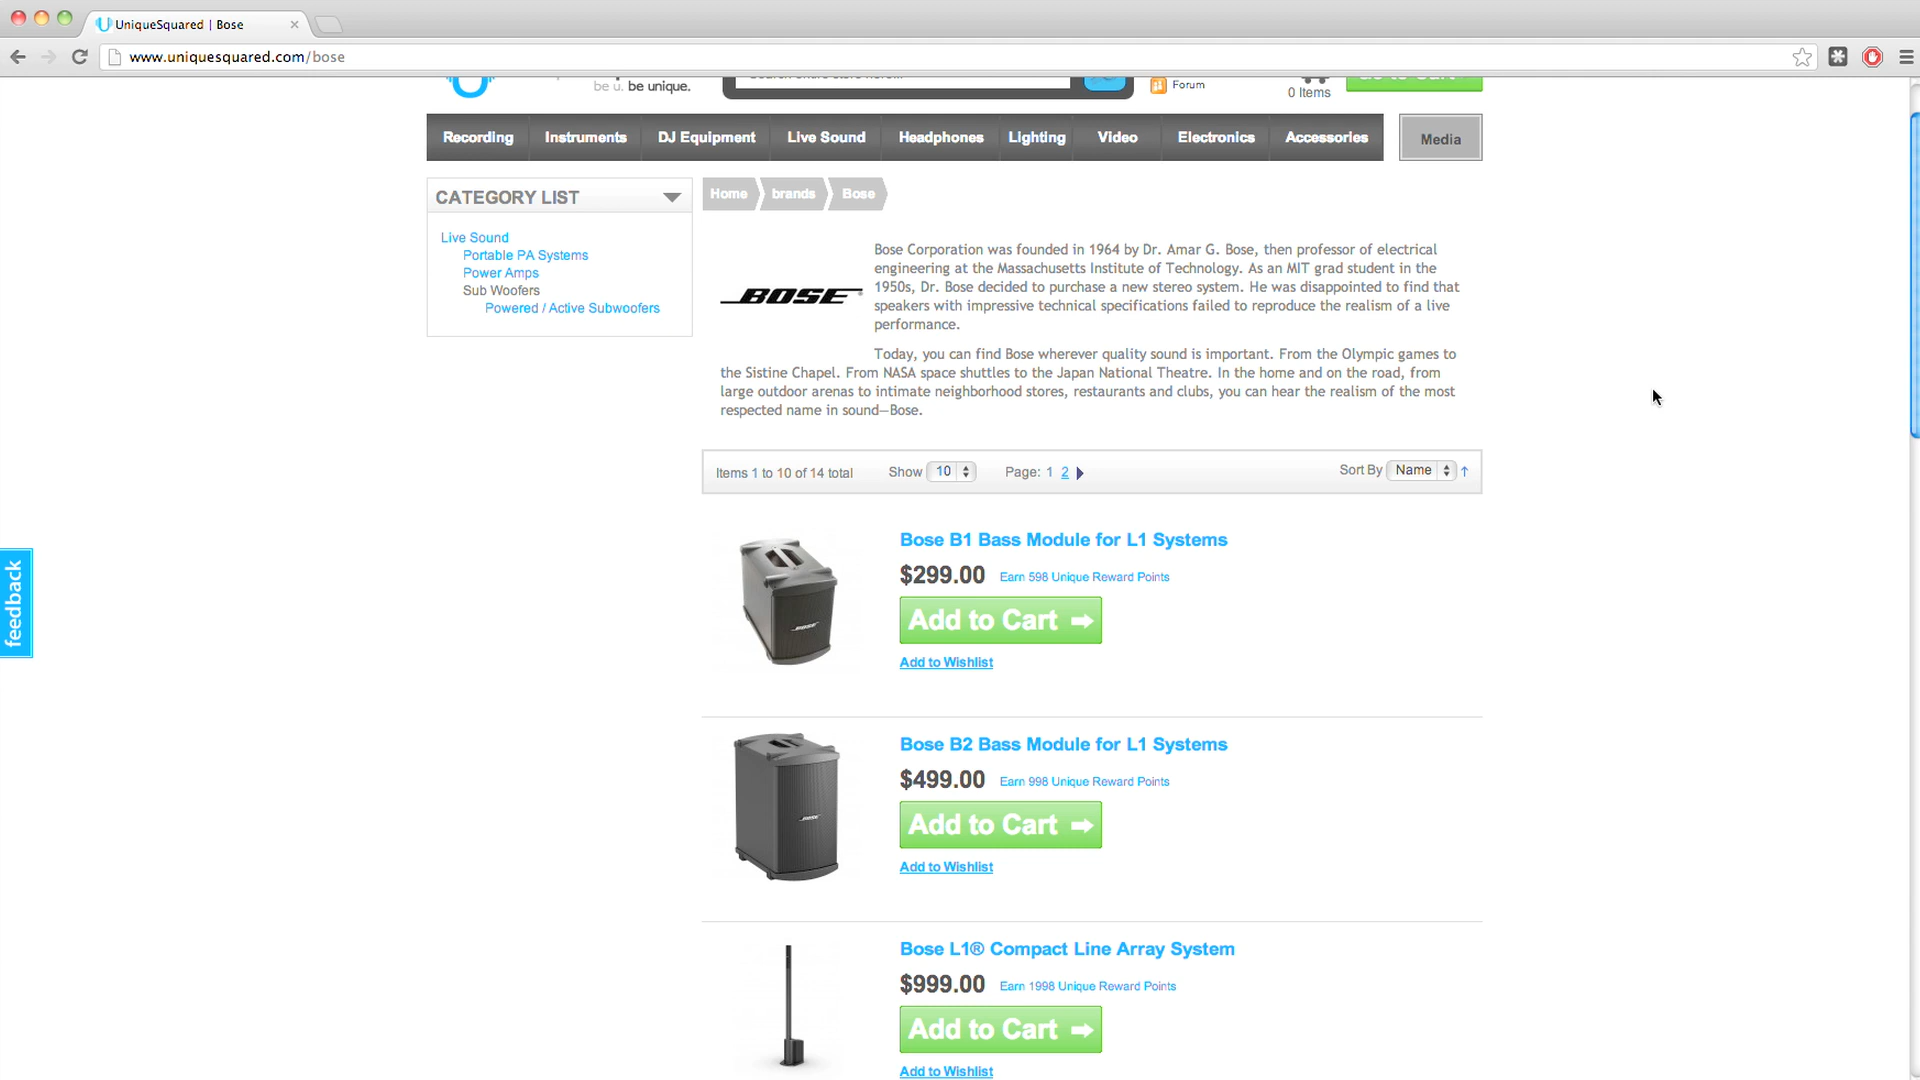 UniqueSquared | Bose
www.uniquesquared.com/bose
be u. be unique.
Forum
0 Items
Recording Instruments DJ Equipment Live Sound Headphones Lighting Video Electronics Accessories Media
CATEGORY LIST
Live Sound
Portable PA Systems
Power Amps
Sub Woofers
Powered / Active Subwoofers
Home brands Bose
BOSE
Bose Corporation was founded in 1964 by Dr. Amar G. Bose, then professor of electrical
engineering at the Massachusetts Institute of Technology. As an MIT grad student in the
1950s, Dr. Bose decided to purchase a new stereo system. He was disappointed to find that
speakers with impressive technical specifications failed to reproduce the realism of a live
performance.
Today, you can find Bose wherever quality sound is important. From the Olympic games to
the Sistine Chapel. From NASA space shuttles to the Japan National Theatre. In the home and on the road, from
large outdoor arenas to intimate neighborhood stores, restaurants and clubs, you can hear the realism of the most
respected name in sound—Bose.
Items 1 to 10 of 14 total Show 10 Page: 1 2 Sort By Name
feedback
Bose B1 Bass Module for L1 Systems
$299.00 Earn 598 Unique Reward Points
Add to Cart
Add to Wishlist
BOSE
Bose B2 Bass Module for L1 Systems
$499.00 Earn 998 Unique Reward Points
Add to Cart
Add to Wishlist
BOSE
Bose L1® Compact Line Array System
$999.00 Earn 1998 Unique Reward Points
Add to Cart
Add to Wishlist